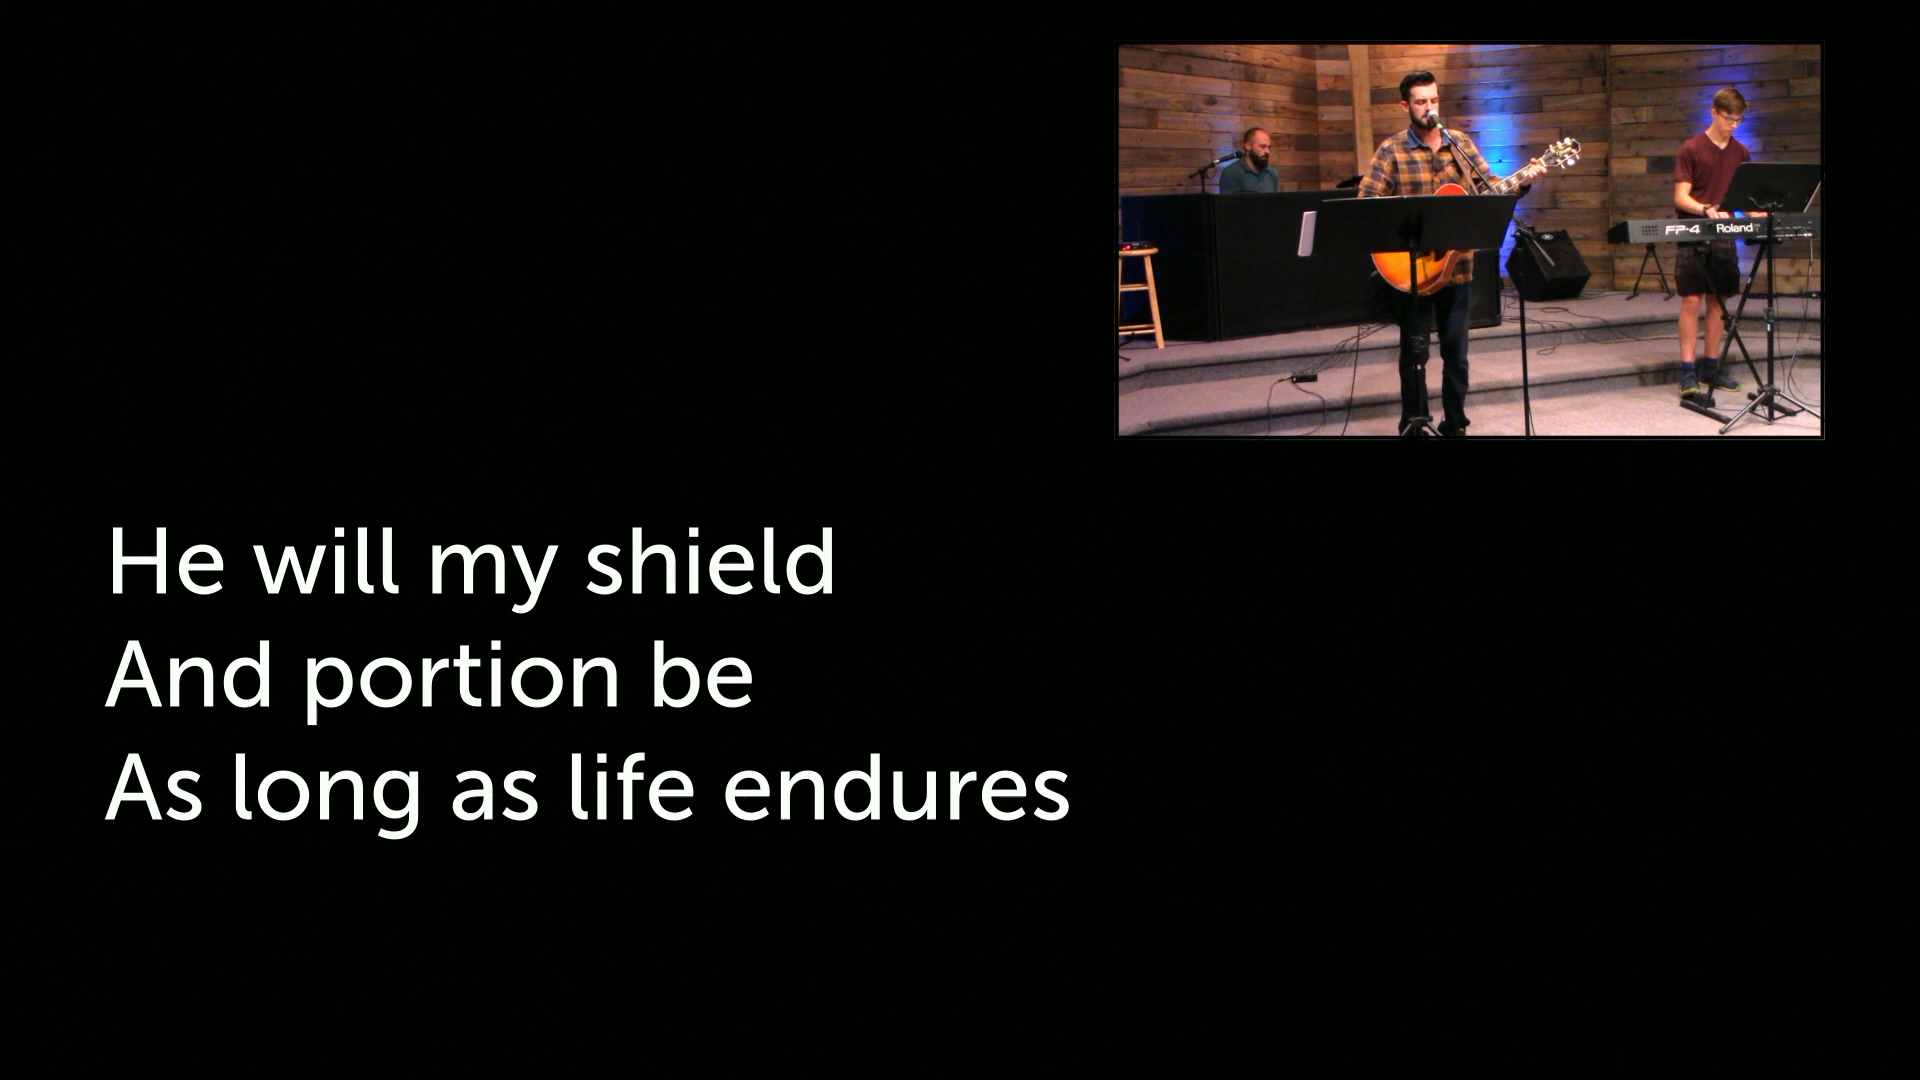 FP-4 Roland
He will my shield
And portion be
As long as life endures